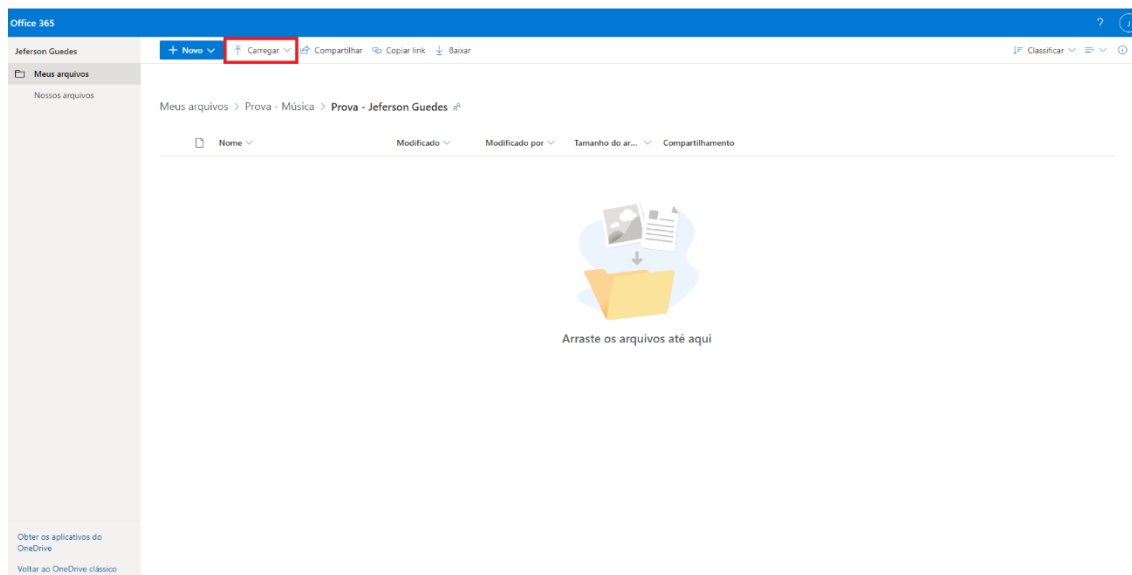 Office 365
?
Jeferson Guedes
+ Novo
Carregar
Compartilhar
Copiar link
Baixar
Classificar
Meus arquivos
Nossos arquivos
Meus arquivos > Prova - Música > Prova - Jeferson Guedes
Nome
Modificado
Modificado por
Tamanho do ar...
Compartilhamento
Arraste os arquivos até aqui
Obter os aplicativos do
OneDrive
Voltar ao OneDrive clássico